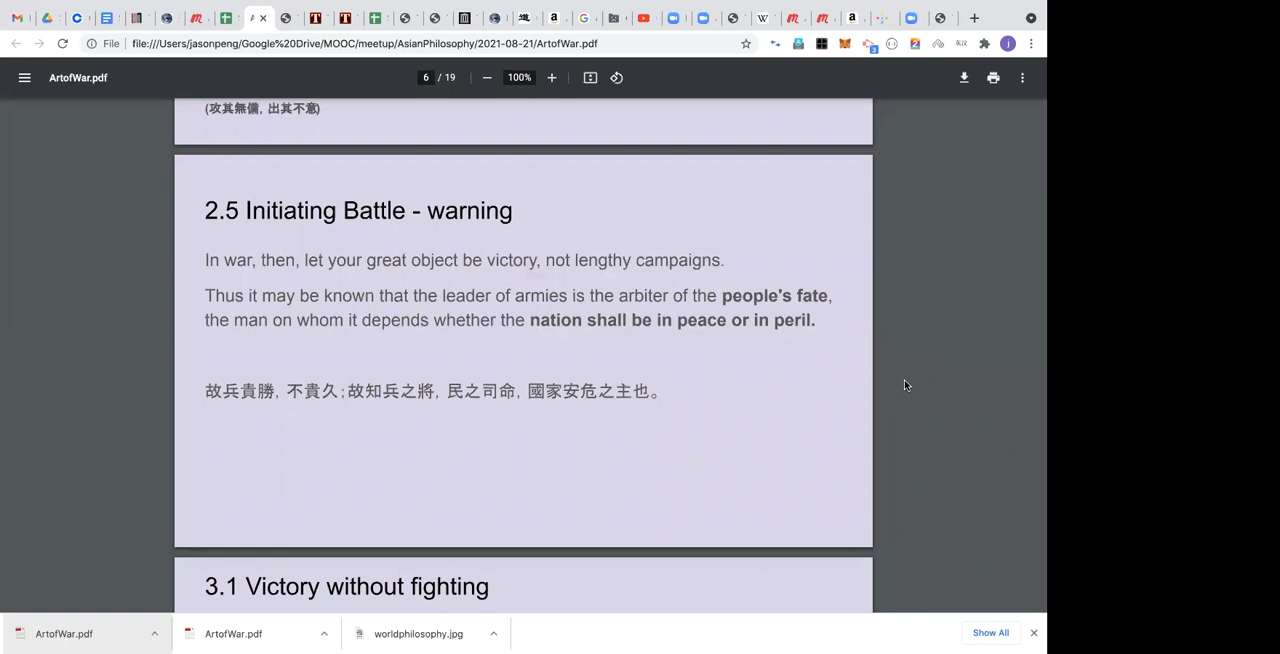 File
file:///Users/jasonpeng/Google%20Drive/MOOC/meetup/AsianPhilosophy/2021-08-21/ArtofWar.pdf
ArtofWar.pdf
6 / 19
100%
(攻其無備, 出其不意)
2.5 Initiating Battle - warning
In war, then, let your great object be victory, not lengthy campaigns.
Thus it may be known that the leader of armies is the arbiter of the people's fate,
the man on whom it depends whether the nation shall be in peace or in peril.
故兵貴勝, 不貴久;故知兵之將, 民之司命, 國家安危之主也。
3.1 Victory without fighting
ArtofWar.pdf
ArtofWar.pdf
worldphilosophy.jpg
Show All